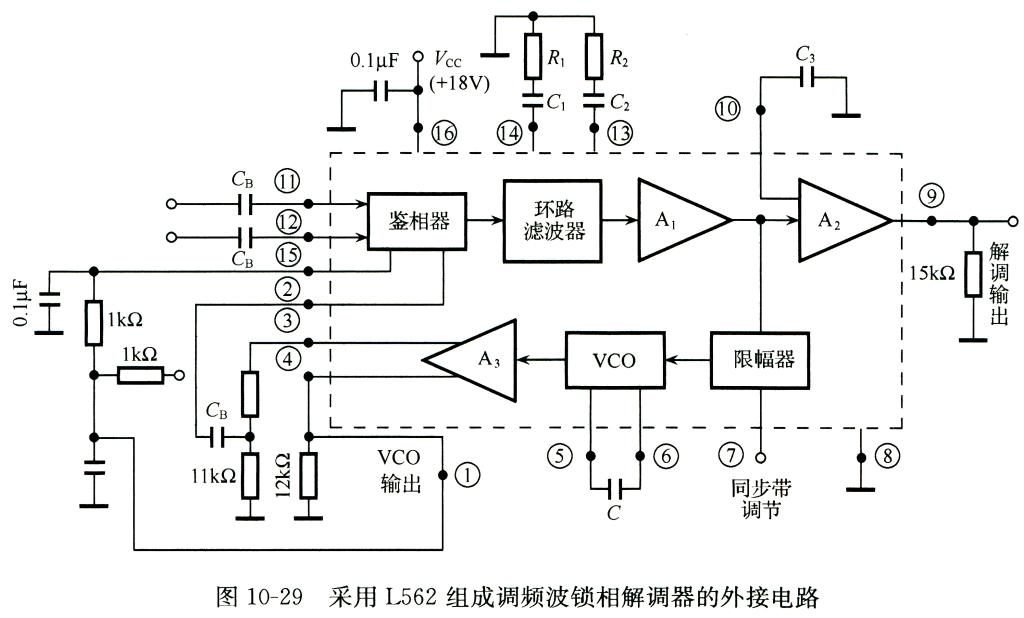 0.1μF
V_CC
(+18V)
R₁
R₂
C₁
C₂
C₃
⑯
⑭
⑬
⑩
C_B
⑪
⑫
C_B
⑮
鉴相器
环路
滤波器
A₁
A₂
⑨
15kΩ
解调输出
0.1μF
②
1kΩ
③
④
1kΩ
A₃
VCO
限幅器
C_B
11kΩ
12kΩ
VCO
输出
①
⑤
⑥
C
⑦
同步带
调节
⑧
图 10-29 采用 L562 组成调频波锁相解调器的外接电路